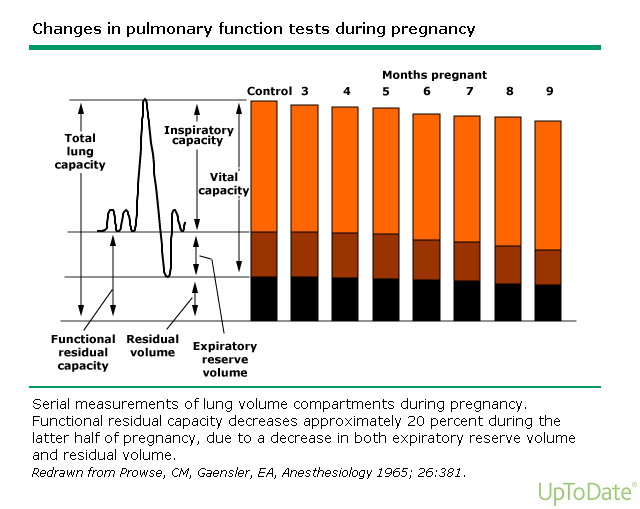 Changes in pulmonary function tests during pregnancy
Months pregnant
Control 3 4 5 6 7 8 9
Total
lung
capacity
Inspiratory
capacity
Vital
capacity
Functional
residual
capacity
Residual
volume
Expiratory
reserve
volume
Serial measurements of lung volume compartments during pregnancy.
Functional residual capacity decreases approximately 20 percent during the
latter half of pregnancy, due to a decrease in both expiratory reserve volume
and residual volume.
Redrawn from Prowse, CM, Gaensler, EA, Anesthesiology 1965; 26:381.
UpToDate®